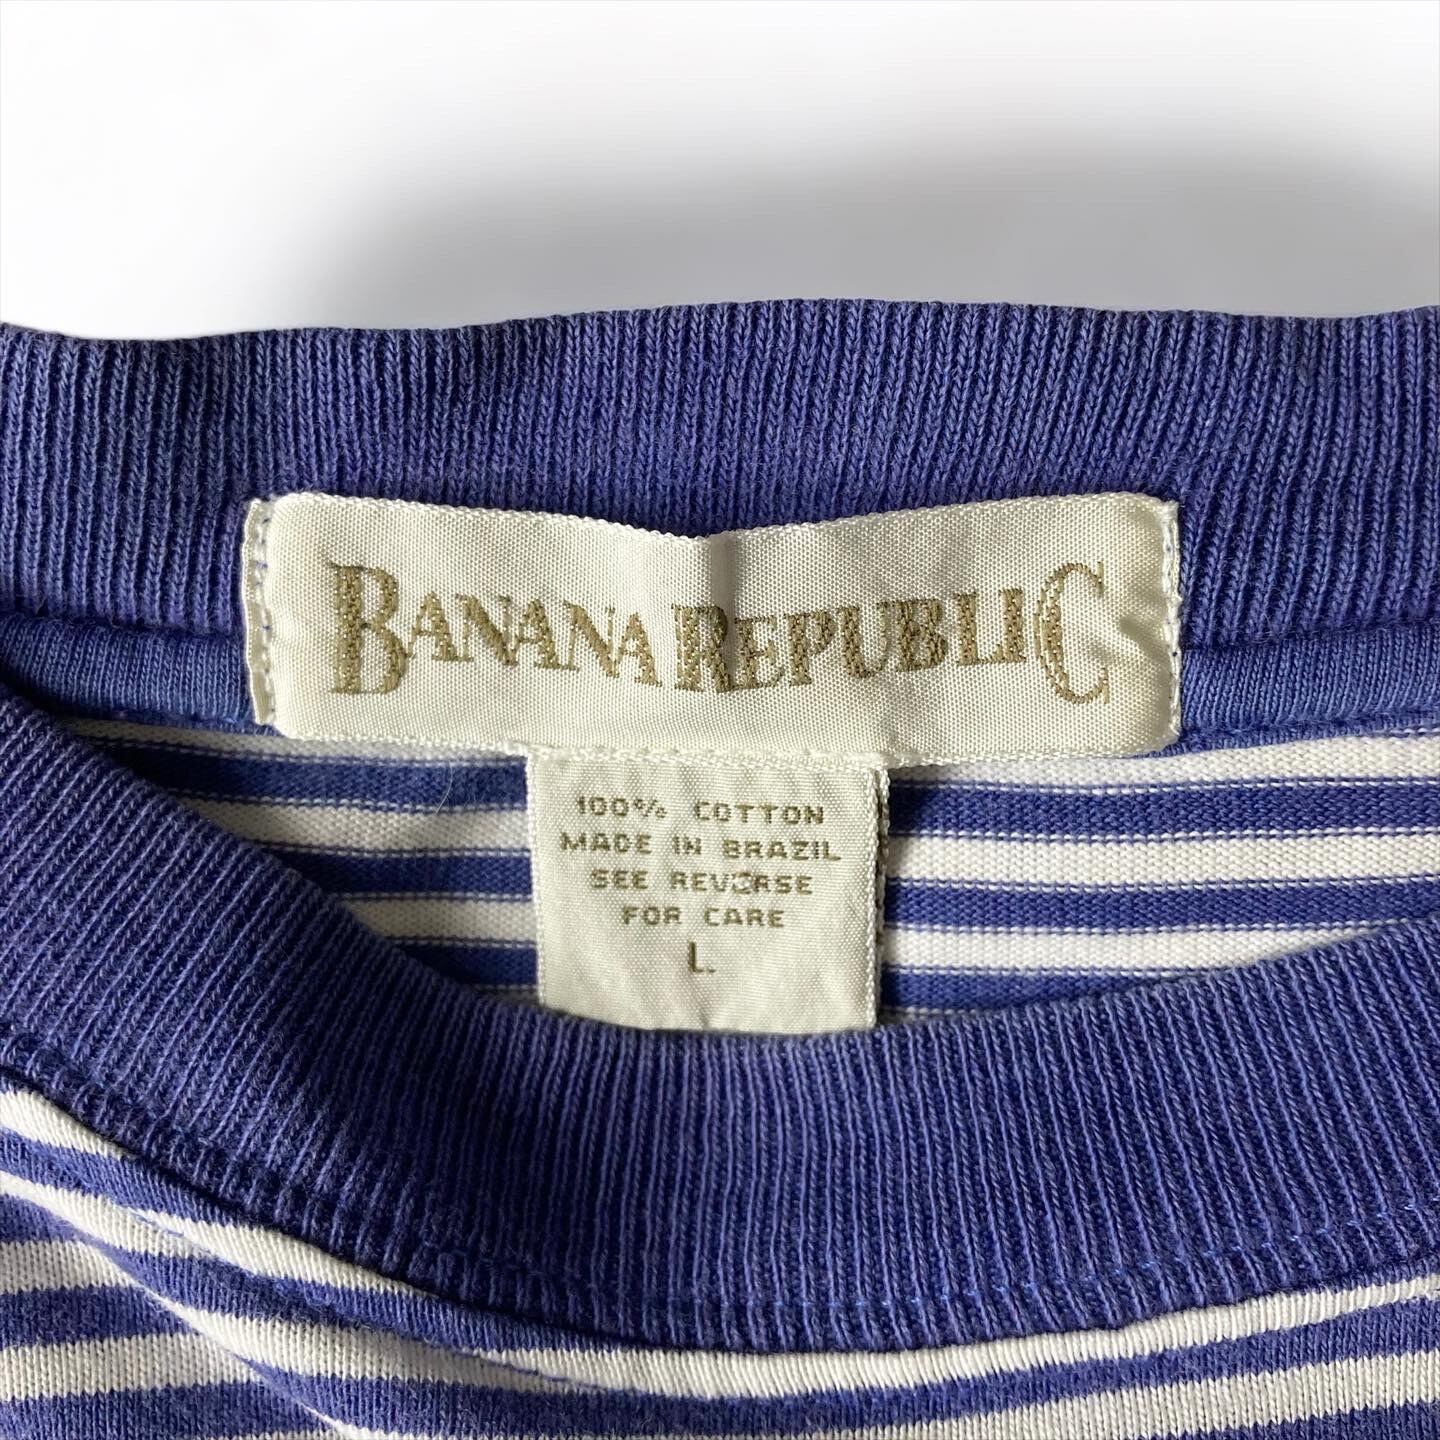 BANANA REPUBLIC
100% COTTON
MADE IN BRAZIL
SEE REVERSE
FOR CARE
L.